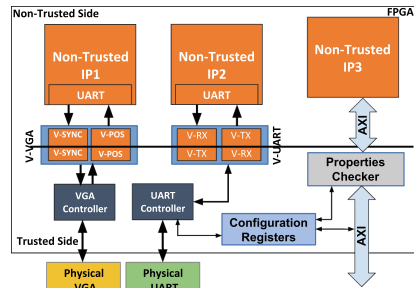 Non-Trusted Side
FPGA
Non-Trusted
IP1
UART
Non-Trusted
IP2
UART
Non-Trusted
IP3
AXI
V-VGA
V-SYNC
V-POS
V-SYNC
V-POS
V-RX
V-TX
V-TX
V-RX
V-UART
Properties
Checker
VGA
Controller
UART
Controller
Configuration
Registers
AXI
Trusted Side
Physical
VGA
Physical
UART